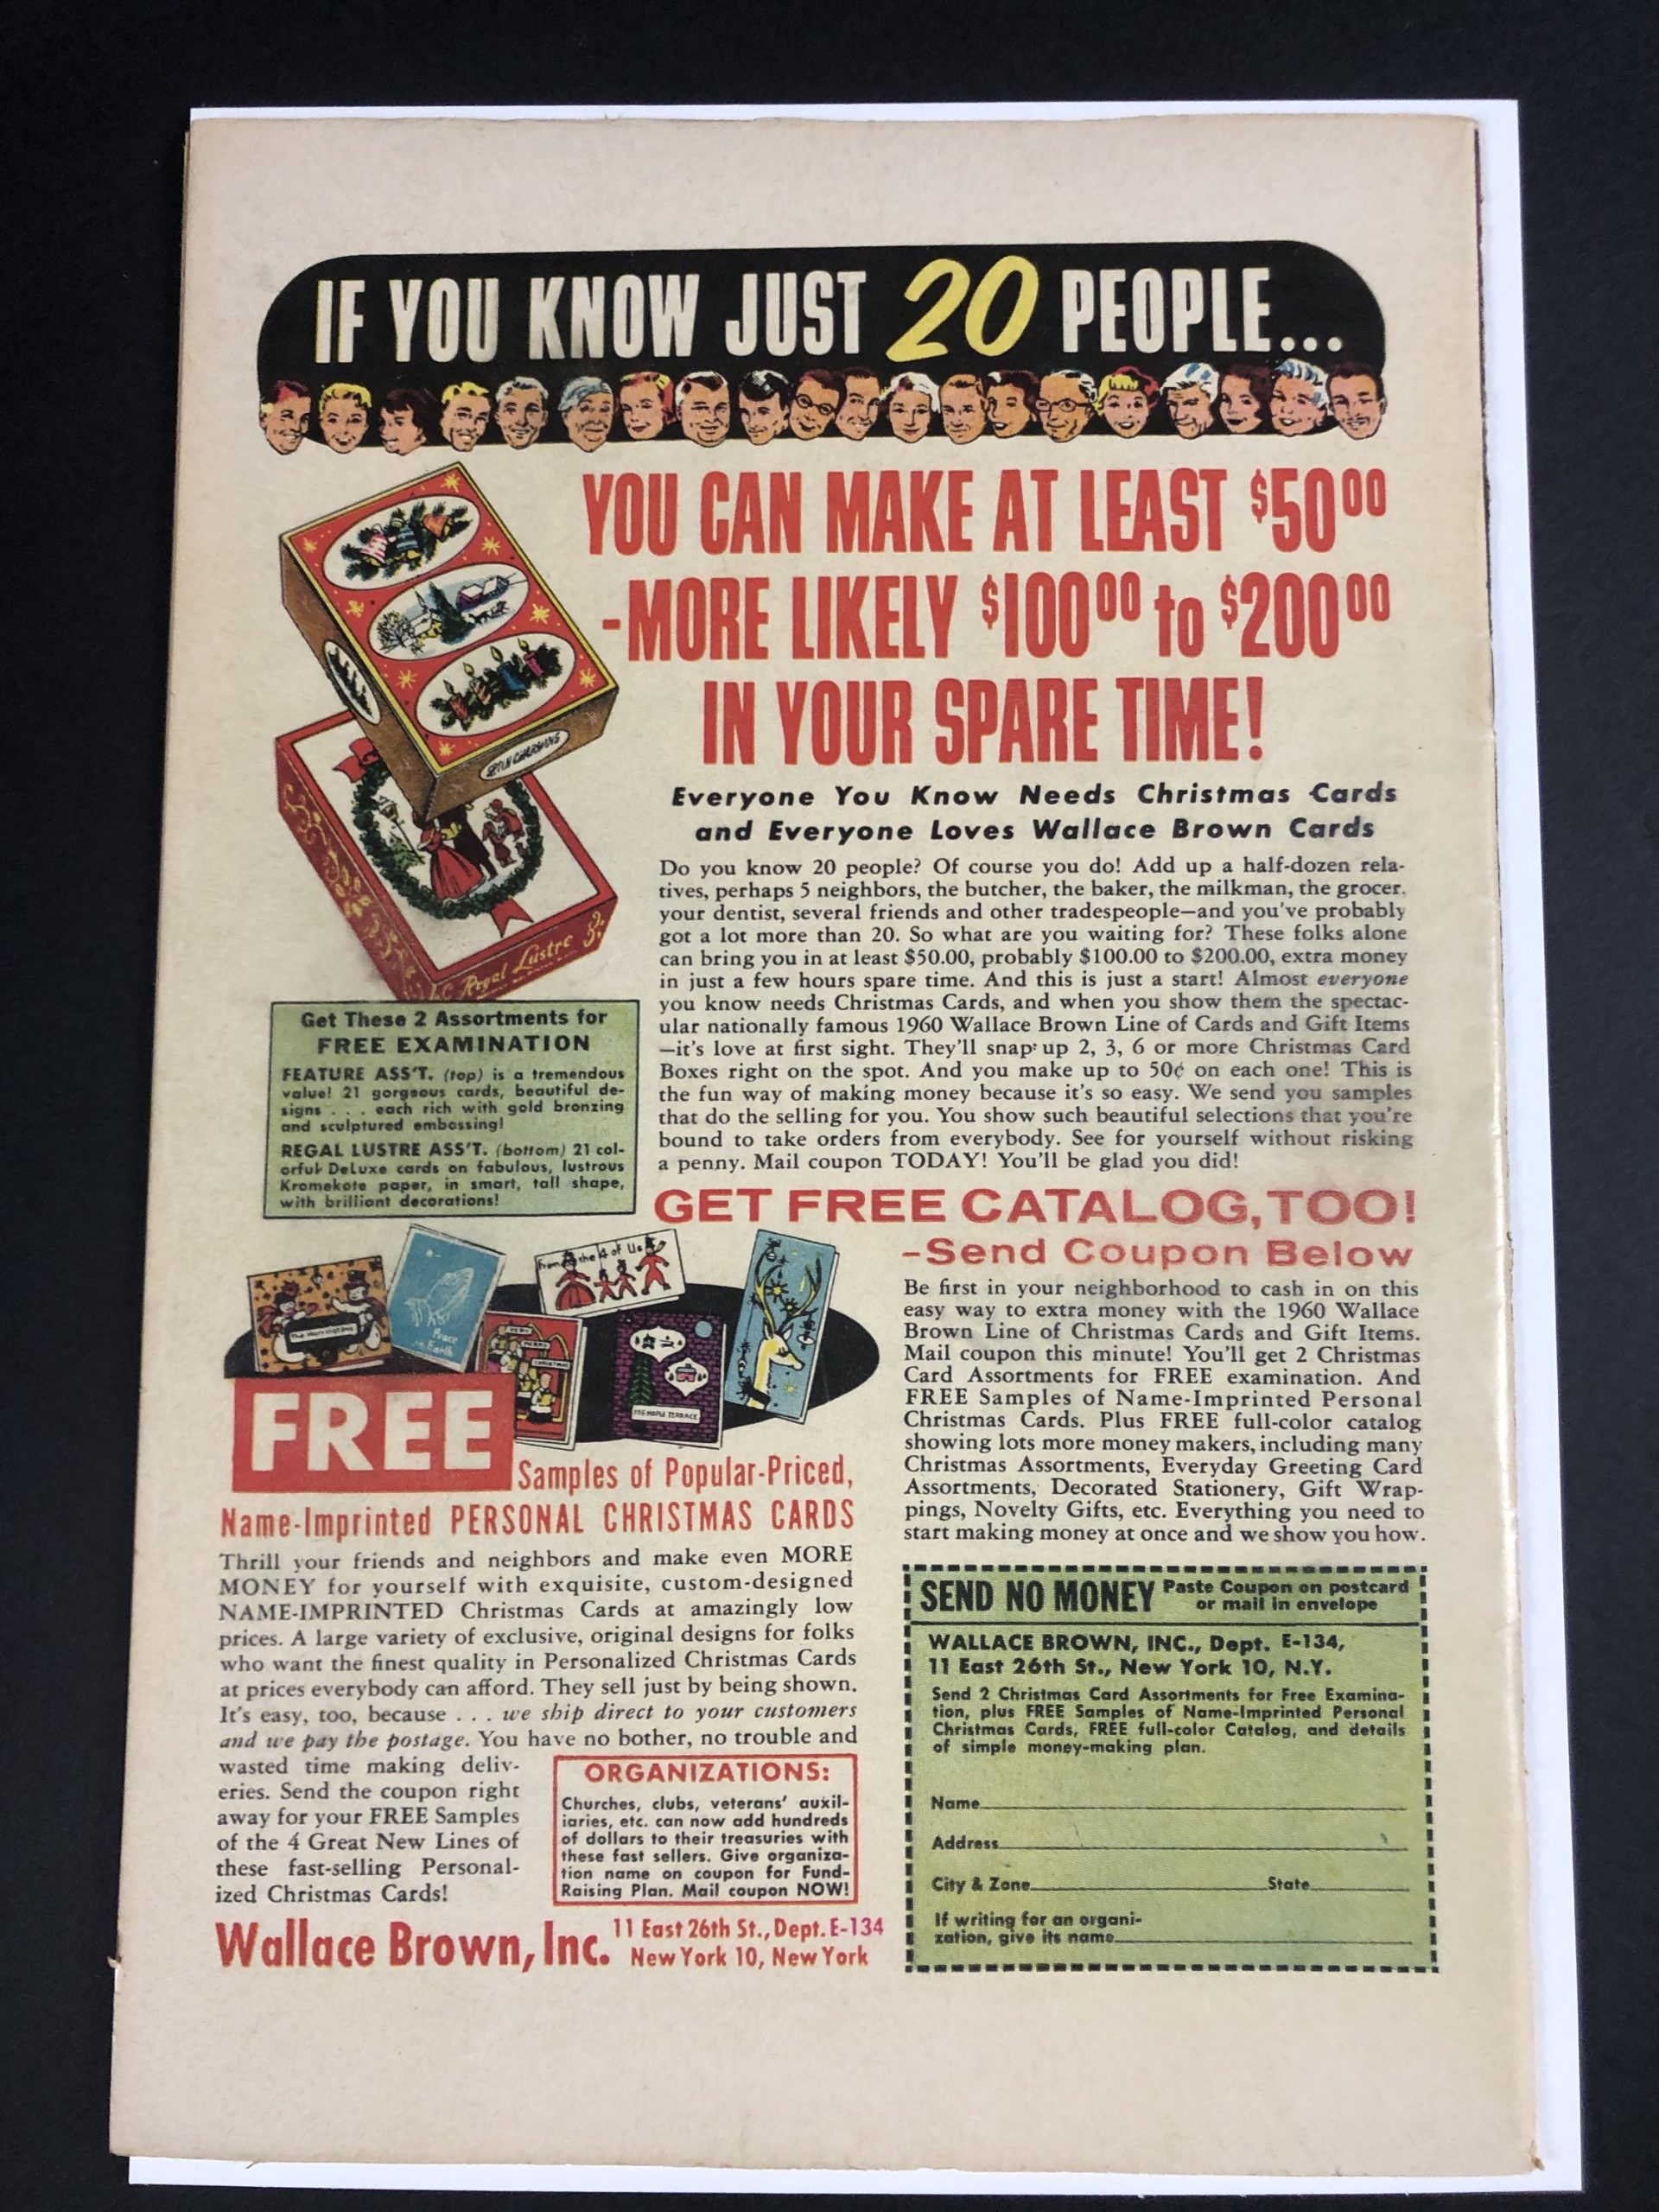 IF YOU KNOW JUST 20 PEOPLE...
YOU CAN MAKE AT LEAST $50.00
-MORE LIKELY $100.00 to $200.00
IN YOUR SPARE TIME!
Everyone You Know Needs Christmas Cards
and Everyone Loves Wallace Brown Cards
Do you know 20 people? Of course you do! Add up a half-dozen rela-
tives, perhaps 5 neighbors, the butcher, the baker, the milkman, the grocer,
your dentist, several friends and other tradespeople—and you've probably
got a lot more than 20. So what are you waiting for? These folks alone
can bring you in at least $50.00, probably $100.00 to $200.00, extra money
in just a few hours spare time. And this is just a start! Almost everyone
you know needs Christmas Cards, and when you show them the spectac-
ular nationally famous 1960 Wallace Brown Line of Cards and Gift Items
—it's love at first sight. They'll snap up 2, 3, 6 or more Christmas Card
Boxes right on the spot. And you make up to 50¢ on each one! This is
the fun way of making money because it's so easy. We send you samples
that do the selling for you. You show such beautiful selections that you're
bound to take orders from everybody. See for yourself without risking
a penny. Mail coupon TODAY! You'll be glad you did!
Regal Lustre
Get These 2 Assortments for
FREE EXAMINATION
FEATURE ASS'T. (top) is a tremendous
value! 21 gorgeous cards, beautiful de-
signs . . . each rich with gold bronzing
and sculptured embossing!
REGAL LUSTRE ASS'T. (bottom) 21 col-
orful DeLuxe cards on fabulous, lustrous
Kromekote paper, in smart, tall shape,
with brilliant decorations!
GET FREE CATALOG, TOO!
-Send Coupon Below
Be first in your neighborhood to cash in on this
easy way to extra money with the 1960 Wallace
Brown Line of Christmas Cards and Gift Items.
Mail coupon this minute! You'll get 2 Christmas
Card Assortments for FREE examination. And
FREE Samples of Name-Imprinted Personal
Christmas Cards. Plus FREE full-color catalog
showing lots more money makers, including many
Christmas Assortments, Everyday Greeting Card
Assortments, Decorated Stationery, Gift Wrap-
pings, Novelty Gifts, etc. Everything you need to
start making money at once and we show you how.
Peace
on Earth
From the 4 of Us
MERRY
CHRISTMAS
MAPLE TERRACE
FREE
Samples of Popular-Priced,
Name-Imprinted PERSONAL CHRISTMAS CARDS
Thrill your friends and neighbors and make even MORE
MONEY for yourself with exquisite, custom-designed
NAME-IMPRINTED Christmas Cards at amazingly low
prices. A large variety of exclusive, original designs for folks
who want the finest quality in Personalized Christmas Cards
at prices everybody can afford. They sell just by being shown.
It's easy, too, because . . . we ship direct to your customers
and we pay the postage. You have no bother, no trouble and
wasted time making deliv-
eries. Send the coupon right
away for your FREE Samples
of the 4 Great New Lines of
these fast-selling Personal-
ized Christmas Cards!
ORGANIZATIONS:
Churches, clubs, veterans' auxil-
iaries, etc. can now add hundreds
of dollars to their treasuries with
these fast sellers. Give organiza-
tion name on coupon for Fund-
Raising Plan. Mail coupon NOW!
Wallace Brown, Inc.
11 East 26th St., Dept. E-134
New York 10, New York
SEND NO MONEY Paste Coupon on postcard
or mail in envelope
WALLACE BROWN, INC., Dept. E-134,
11 East 26th St., New York 10, N.Y.
Send 2 Christmas Card Assortments for Free Examina-
tion, plus FREE Samples of Name-Imprinted Personal
Christmas Cards, FREE full-color Catalog, and details
of simple money-making plan.
Name
Address
City & Zone State
If writing for an organi-
zation, give its name